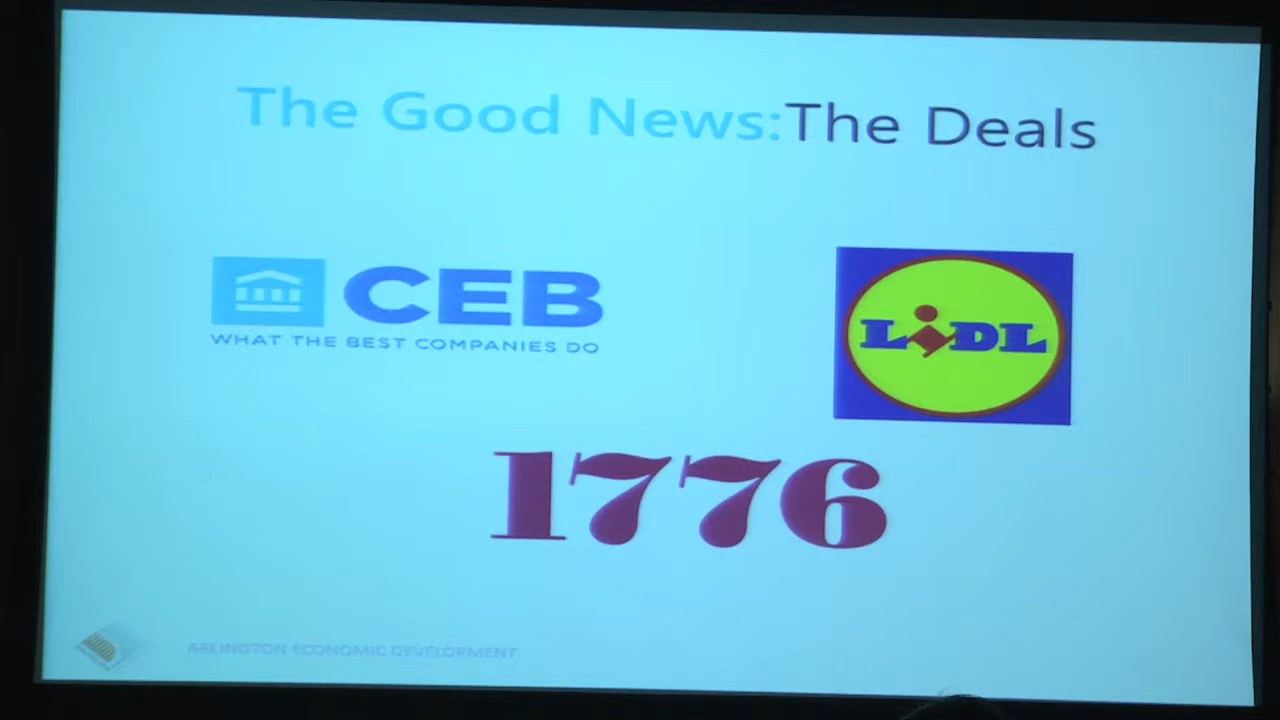 The Good News:The Deals
CEB
WHAT THE BEST COMPANIES DO
LiDL
1776
ARLINGTON ECONOMIC DEVELOPMENT